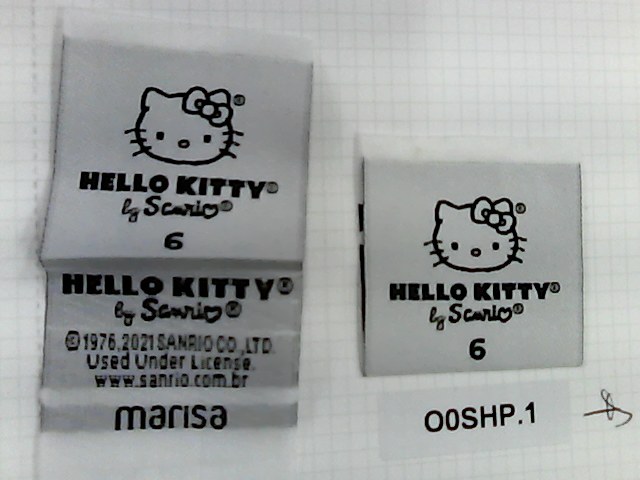 HELLO KITTY®
by Sanrio®
6
HELLO KITTY®
by Sanrio®
©1976,2021 SANRIO CO.,LTD.
Used Under License.
www.sanrio.com.br
marisa
®
HELLO KITTY®
by Sanrio®
6
O0SHP.1